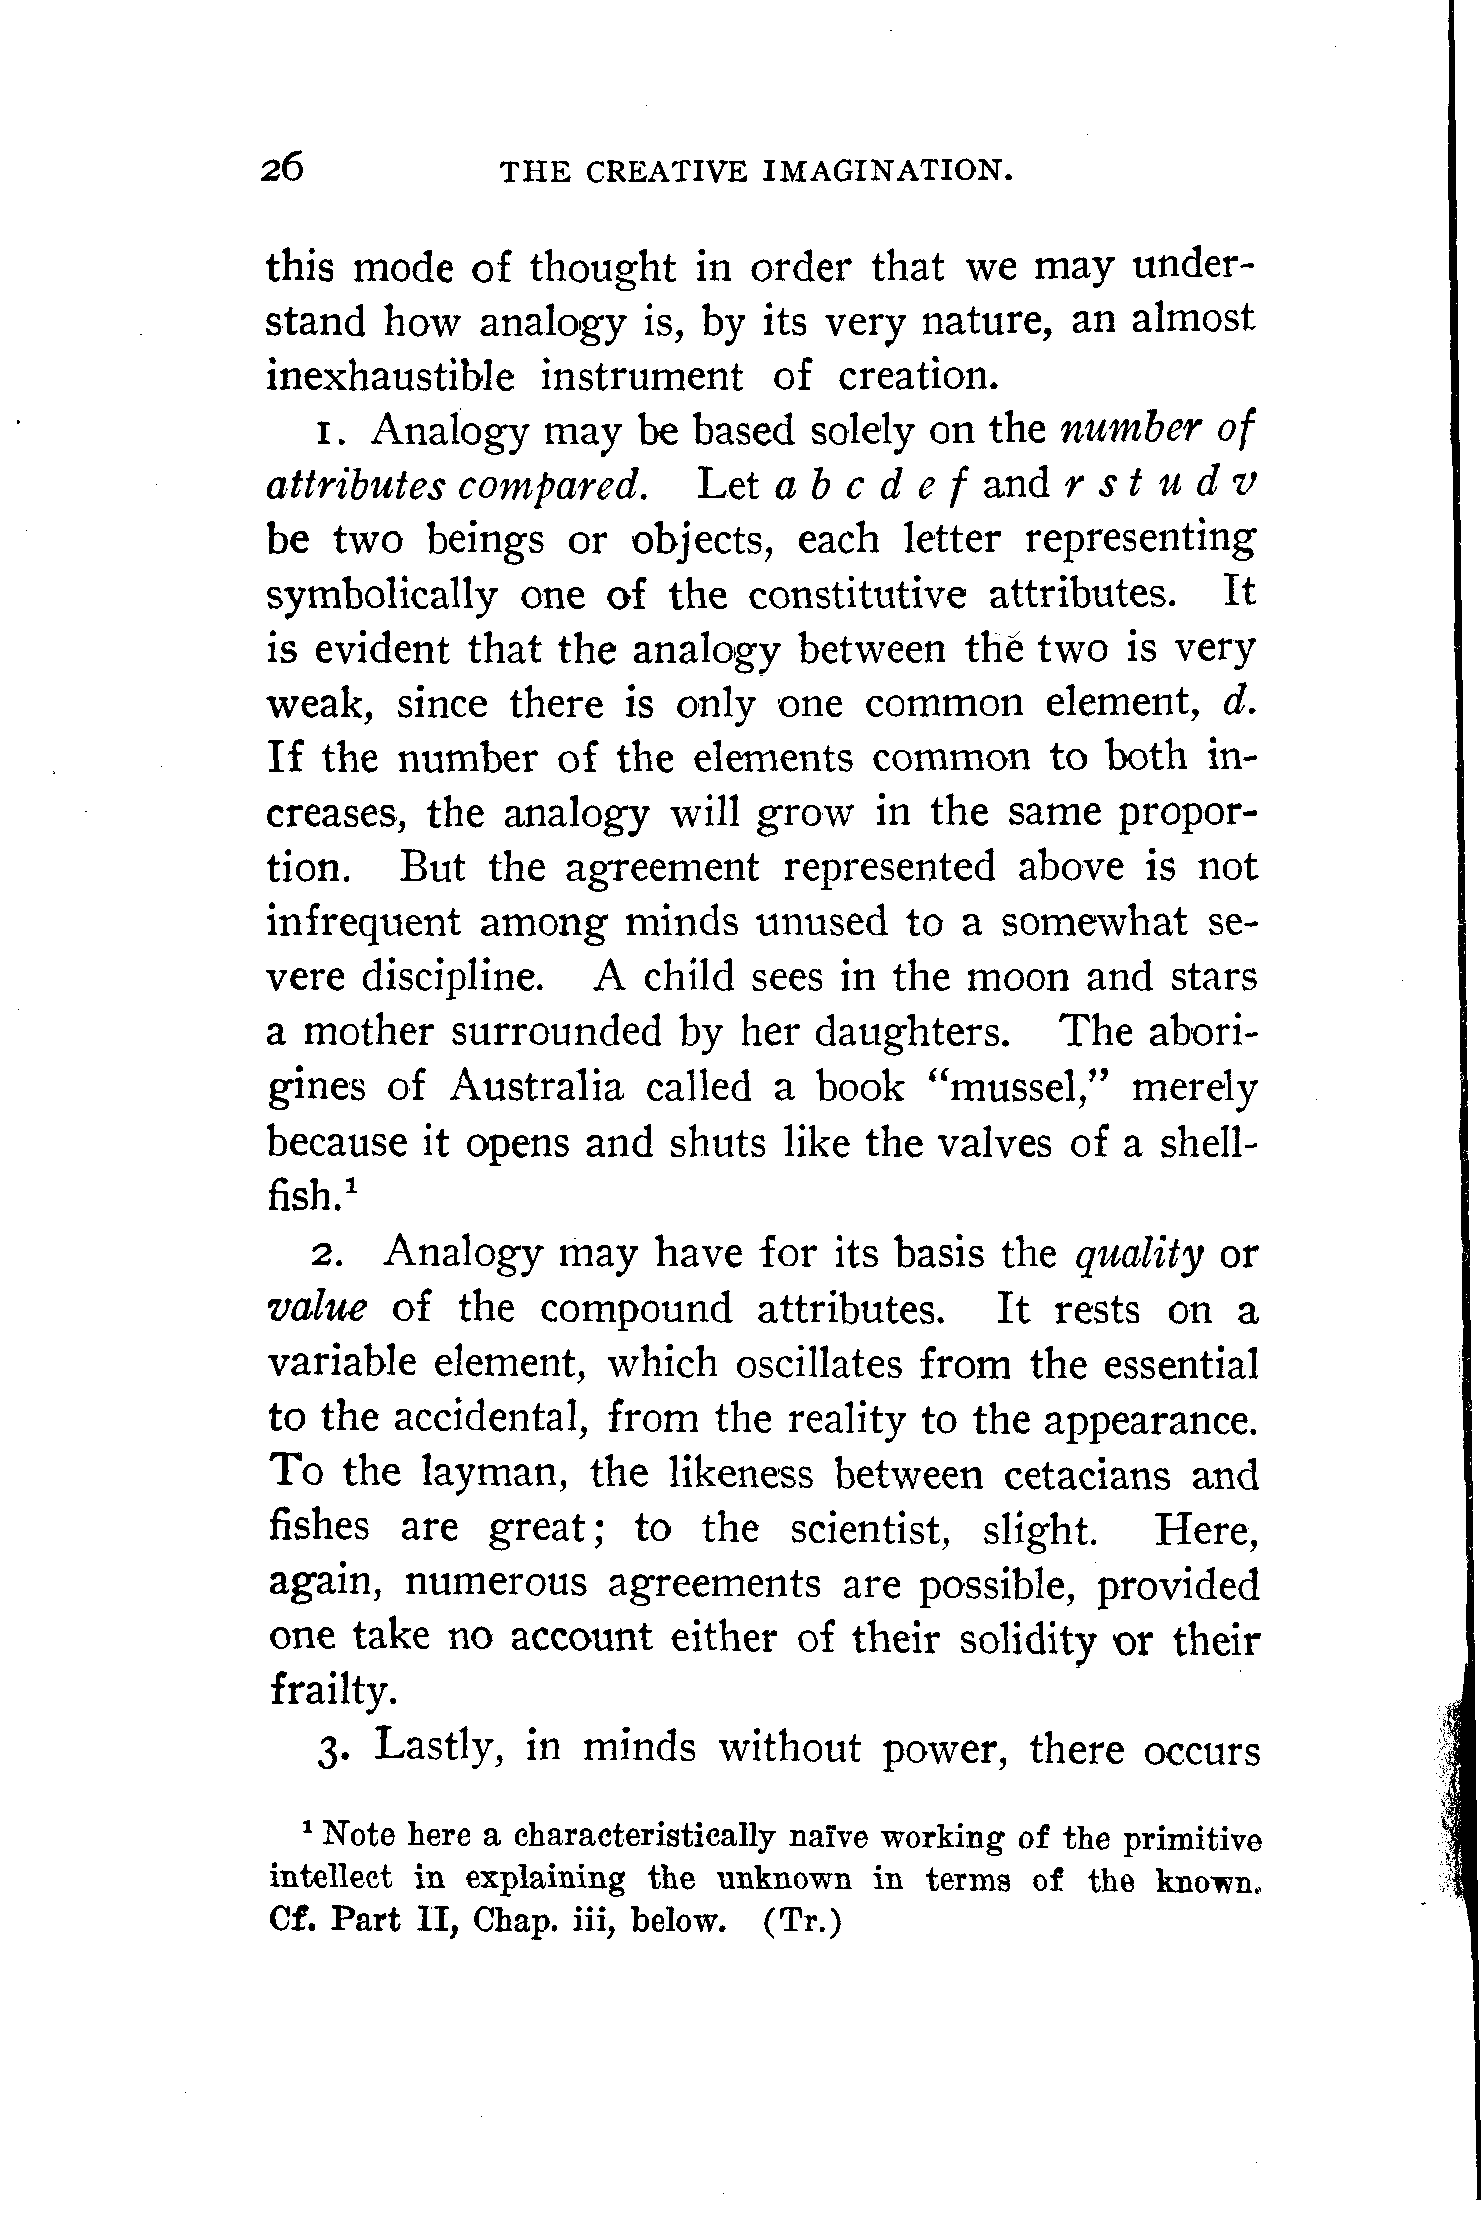 26 THE CREATIVE IMAGINATION.
this mode of thought in order that we may under-
stand how analogy is, by its very nature, an almost
inexhaustible instrument of creation.
1. Analogy may be based solely on the number of
attributes compared. Let a b c d e f and r s t u d v
be two beings or objects, each letter representing
symbolically one of the constitutive attributes. It
is evident that the analogy between the two is very
weak, since there is only one common element, d.
If the number of the elements common to both in-
creases, the analogy will grow in the same propor-
tion. But the agreement represented above is not
infrequent among minds unused to a somewhat se-
vere discipline. A child sees in the moon and stars
a mother surrounded by her daughters. The abori-
gines of Australia called a book “mussel,” merely
because it opens and shuts like the valves of a shell-
fish.¹
2. Analogy may have for its basis the quality or
value of the compound attributes. It rests on a
variable element, which oscillates from the essential
to the accidental, from the reality to the appearance.
To the layman, the likeness between cetacians and
fishes are great; to the scientist, slight. Here,
again, numerous agreements are possible, provided
one take no account either of their solidity or their
frailty.
3. Lastly, in minds without power, there occurs
¹ Note here a characteristically naïve working of the primitive
intellect in explaining the unknown in terms of the known.
Cf. Part II, Chap. iii, below. (Tr.)